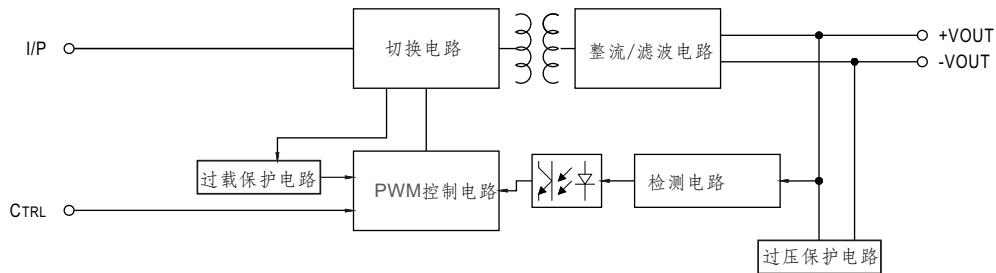 +VOUT
I/P
切换电路
整流/滤波电路
-VOUT
过载保护电路
PWM控制电路
检测电路
CTRL
过压保护电路